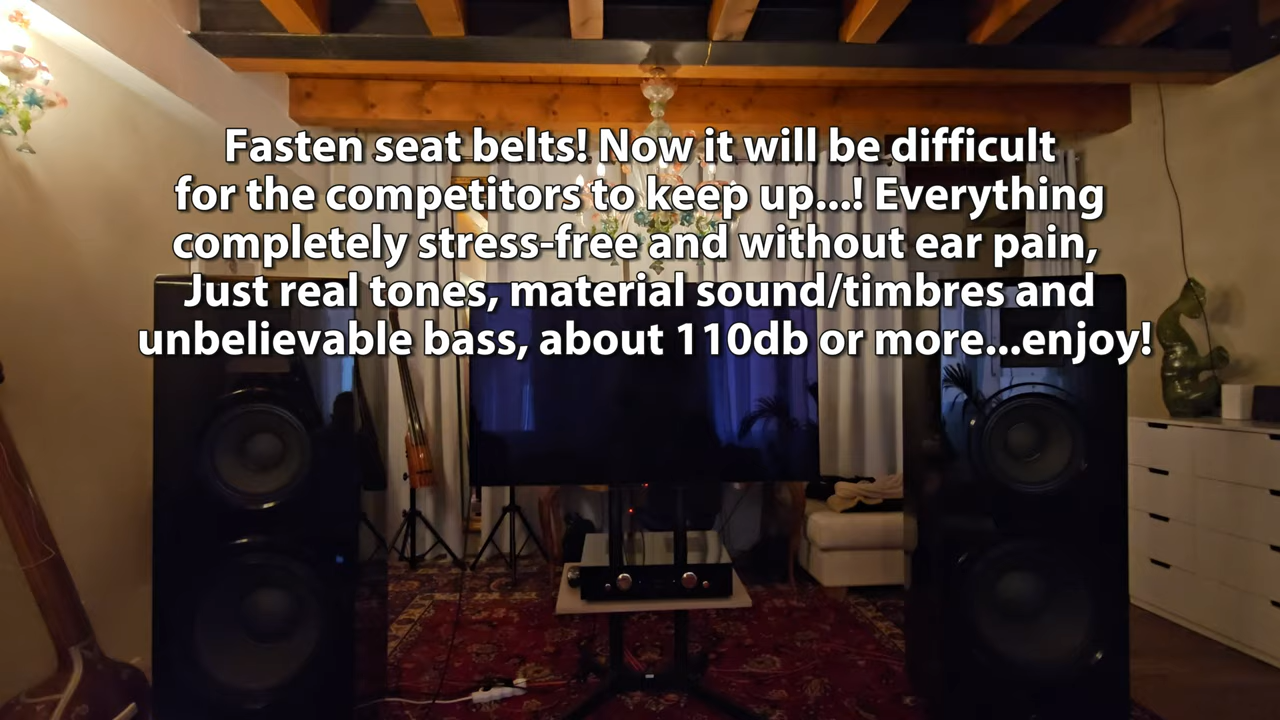 Fasten seat belts! Now it will be difficult
for the competitors to keep up...! Everything
completely stress-free and without ear pain,
Just real tones, material sound/timbres and
unbelievable bass, about 110db or more...enjoy!